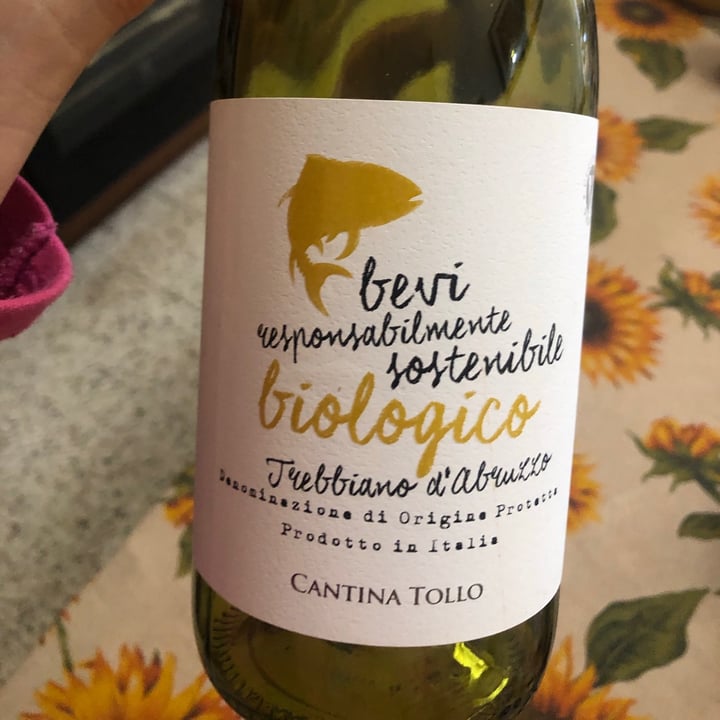 bevi
responsabilmente
sostenibile
biologico
Trebbiano d'Abruzzo
Denominazione di Origine Protetta
Prodotto in Italia
CANTINA TOLLO